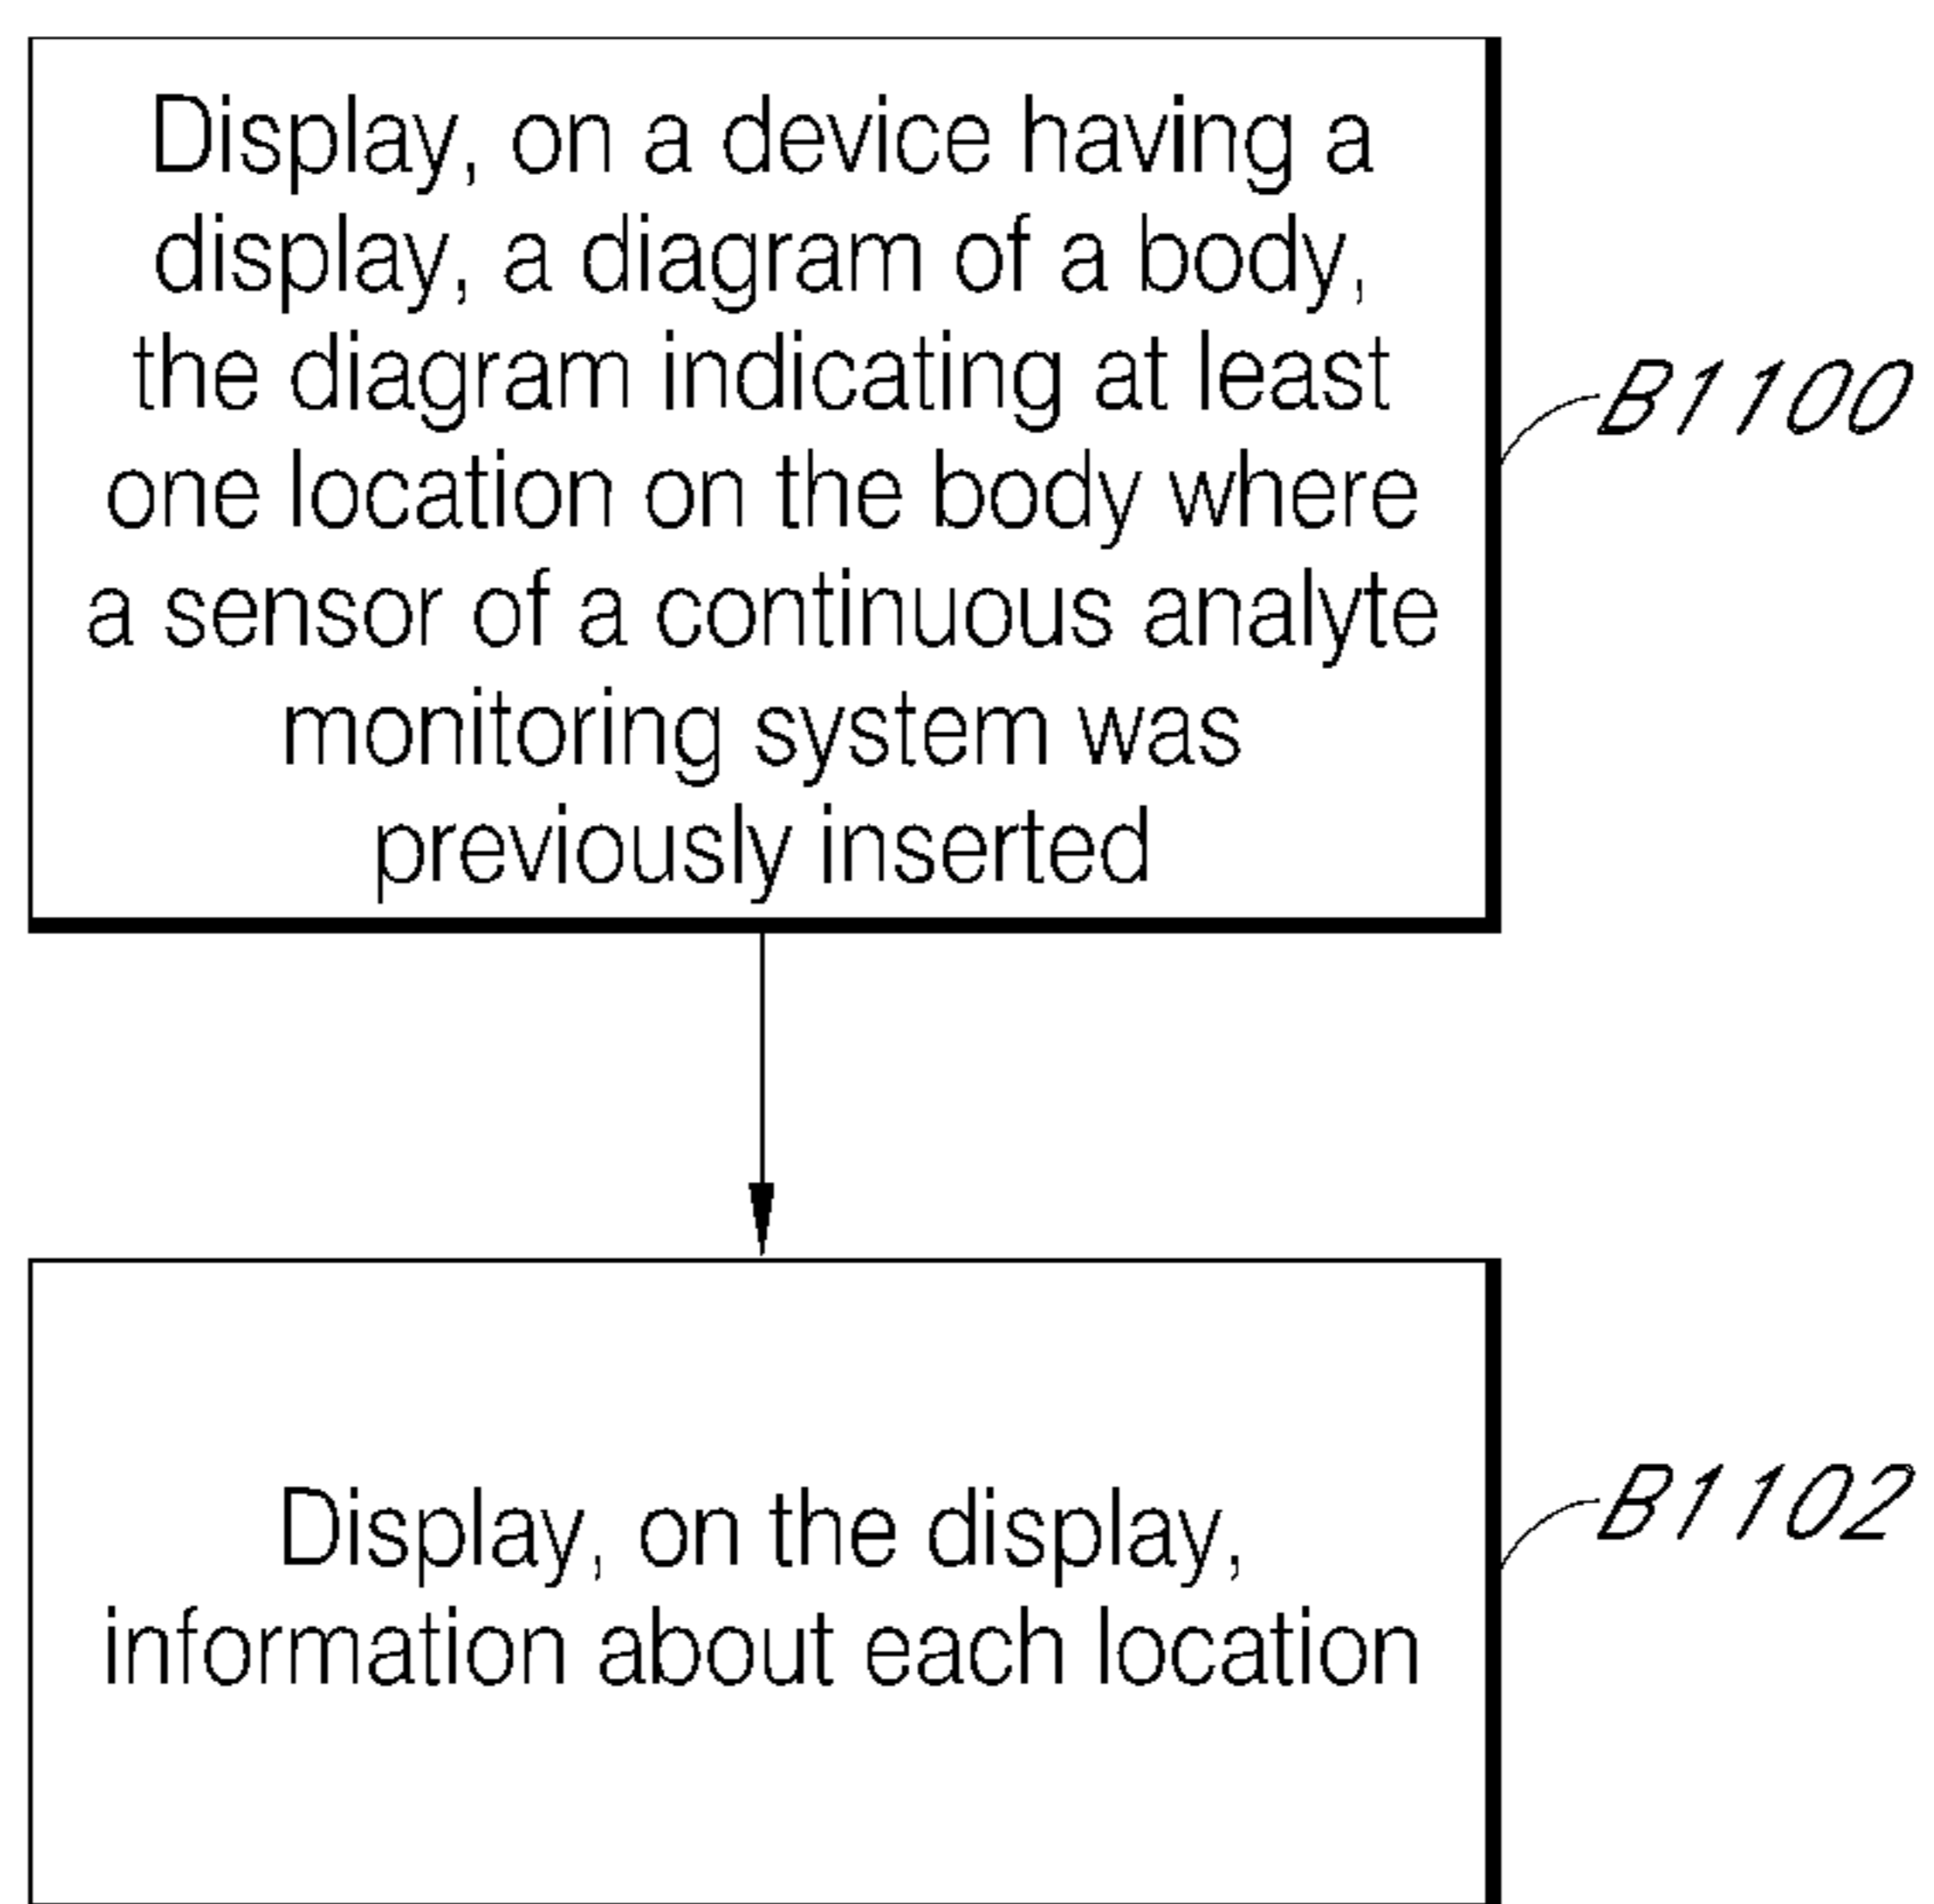 Display, on a device having a
display, a diagram of a body,
the diagram indicating at least
one location on the body where
a sensor of a continuous analyte
monitoring system was
previously inserted
B1100
Display, on the display,
information about each location
B1102